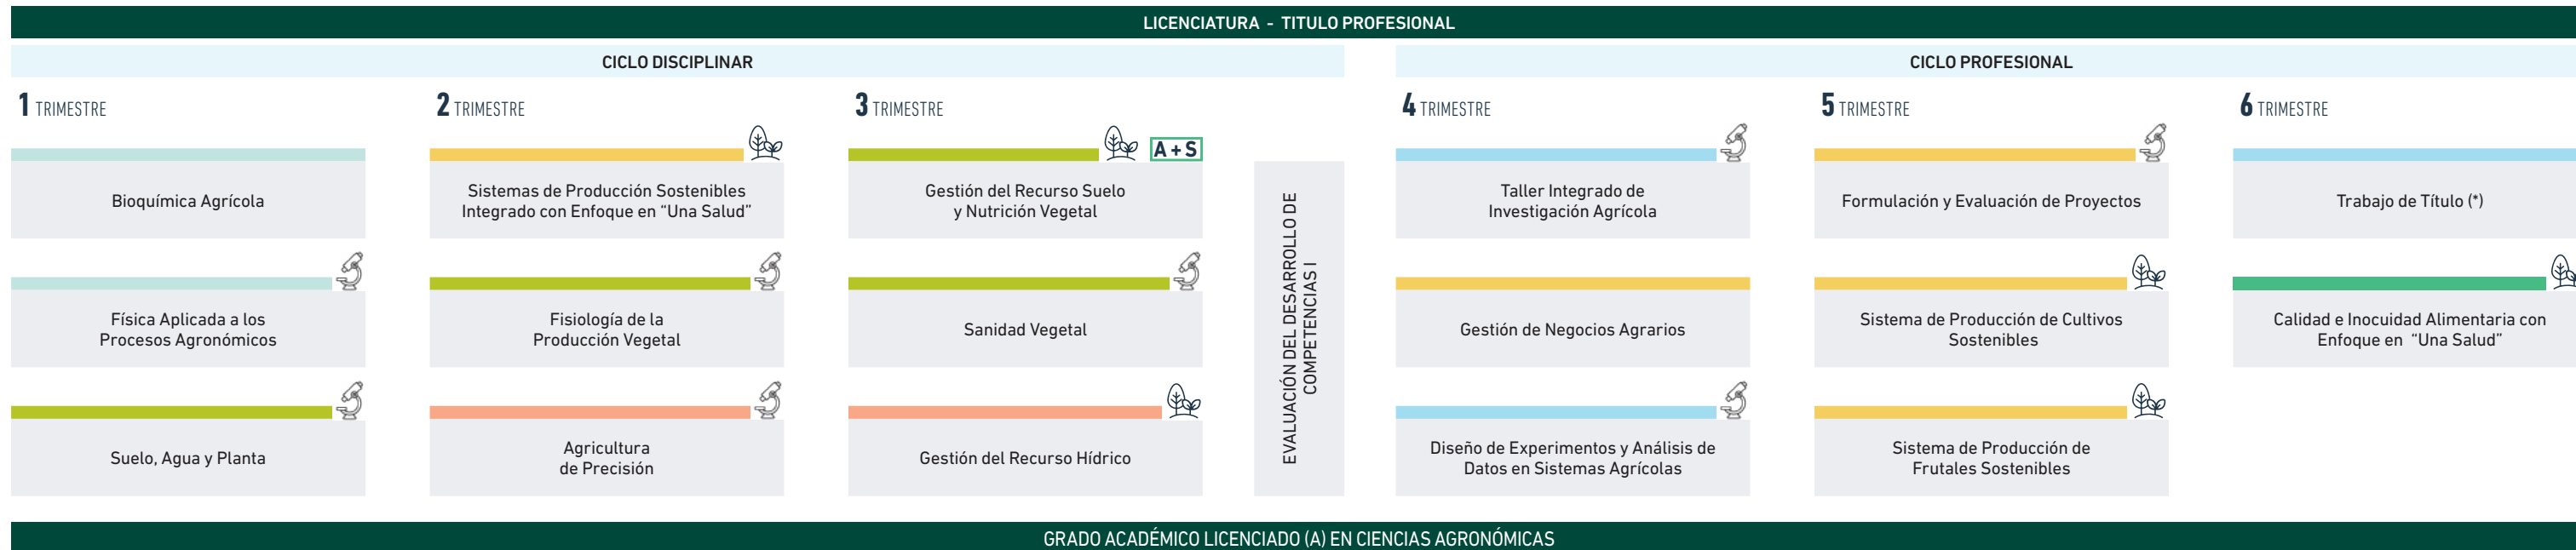 LICENCIATURA - TITULO PROFESIONAL
CICLO DISCIPLINAR
CICLO PROFESIONAL
1 TRIMESTRE
Bioquímica Agrícola
Física Aplicada a los
Procesos Agronómicos
Suelo, Agua y Planta
2 TRIMESTRE
Sistemas de Producción Sostenibles
Integrado con Enfoque en “Una Salud”
Fisiología de la
Producción Vegetal
Agricultura
de Precisión
3 TRIMESTRE
A + S
Gestión del Recurso Suelo
y Nutrición Vegetal
Sanidad Vegetal
Gestión del Recurso Hídrico
EVALUACIÓN DEL DESARROLLO DE
COMPETENCIAS I
4 TRIMESTRE
Taller Integrado de
Investigación Agrícola
Gestión de Negocios Agrarios
Diseño de Experimentos y Análisis de
Datos en Sistemas Agrícolas
5 TRIMESTRE
Formulación y Evaluación de Proyectos
Sistema de Producción de Cultivos
Sostenibles
Sistema de Producción de
Frutales Sostenibles
6 TRIMESTRE
Trabajo de Título (*)
Calidad e Inocuidad Alimentaria con
Enfoque en “Una Salud”
GRADO ACADÉMICO LICENCIADO (A) EN CIENCIAS AGRONÓMICAS